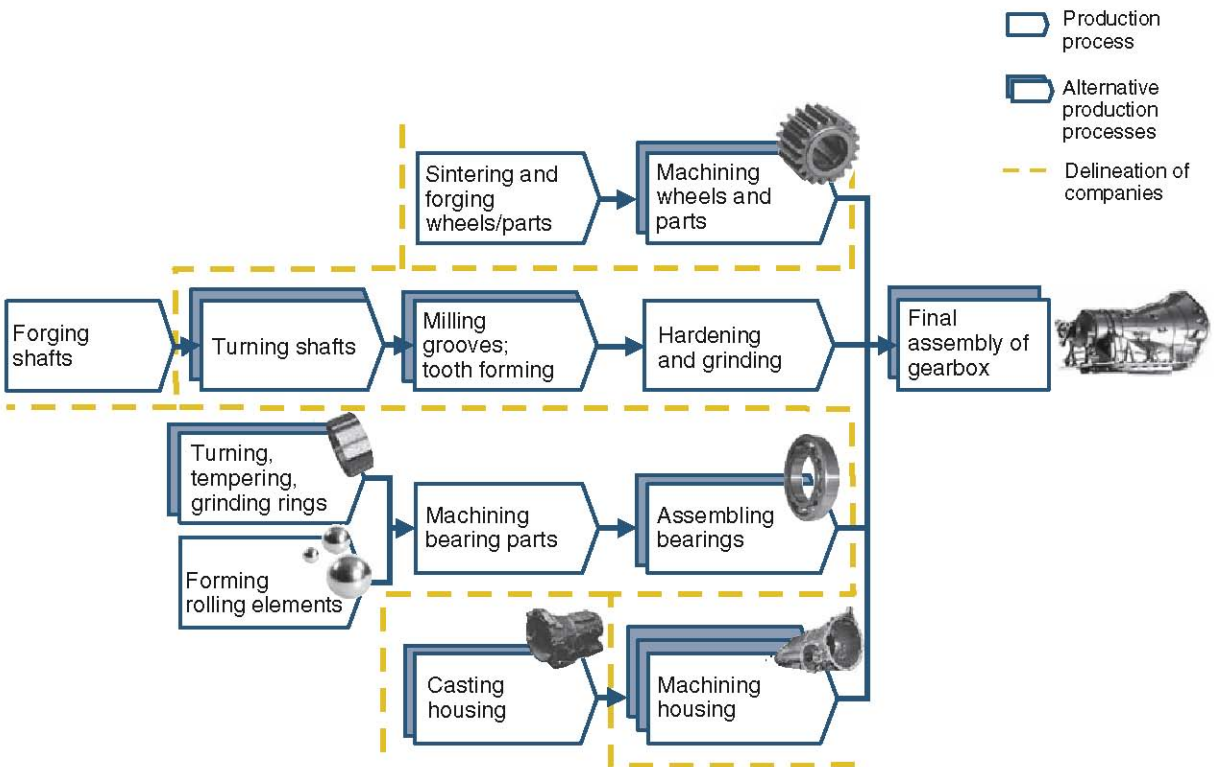 Production
process
Alternative
production
processes
Delineation of
companies
Sintering and
forging
wheels/parts
Machining
wheels and
parts
Forging
shafts
Turning shafts
Milling
grooves;
tooth forming
Hardening
and grinding
Final
assembly of
gearbox
Turning,
tempering,
grinding rings
Forming
rolling elements
Machining
bearing parts
Assembling
bearings
Casting
housing
Machining
housing